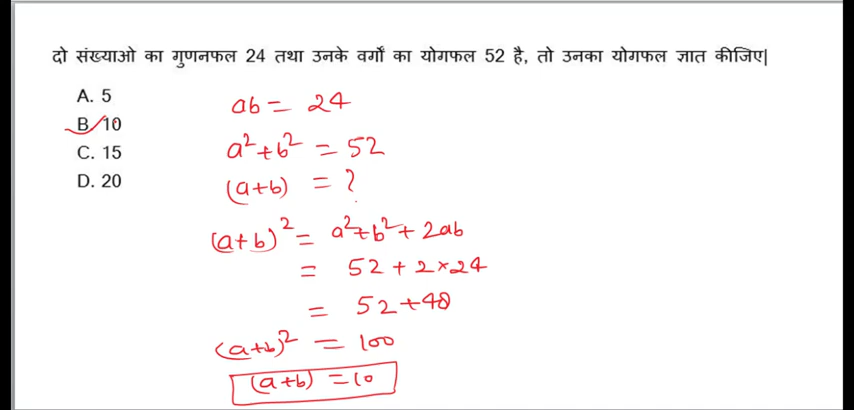 दो संख्याओ का गुणनफल 24 तथा उनके वर्गों का योगफल 52 है, तो उनका योगफल ज्ञात कीजिए|
A. 5
B. 10
C. 15
D. 20
ab = 24
a² + b² = 52
(a+b) = ?
(a+b)² = a²+b²+2ab
= 52 + 2×24
= 52+48
(a+b)² = 100
(a+b) = 10